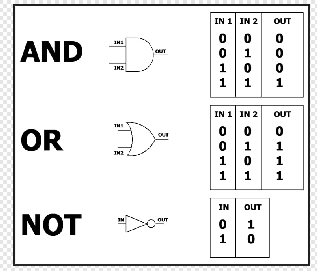 AND
IN1
OUT
IN2
IN 1 IN 2 OUT
0 0 0
0 1 0
1 0 0
1 1 1
OR
IN1
OUT
IN2
IN 1 IN 2 OUT
0 0 0
0 1 1
1 0 1
1 1 1
NOT
IN OUT
IN OUT
0 1
1 0